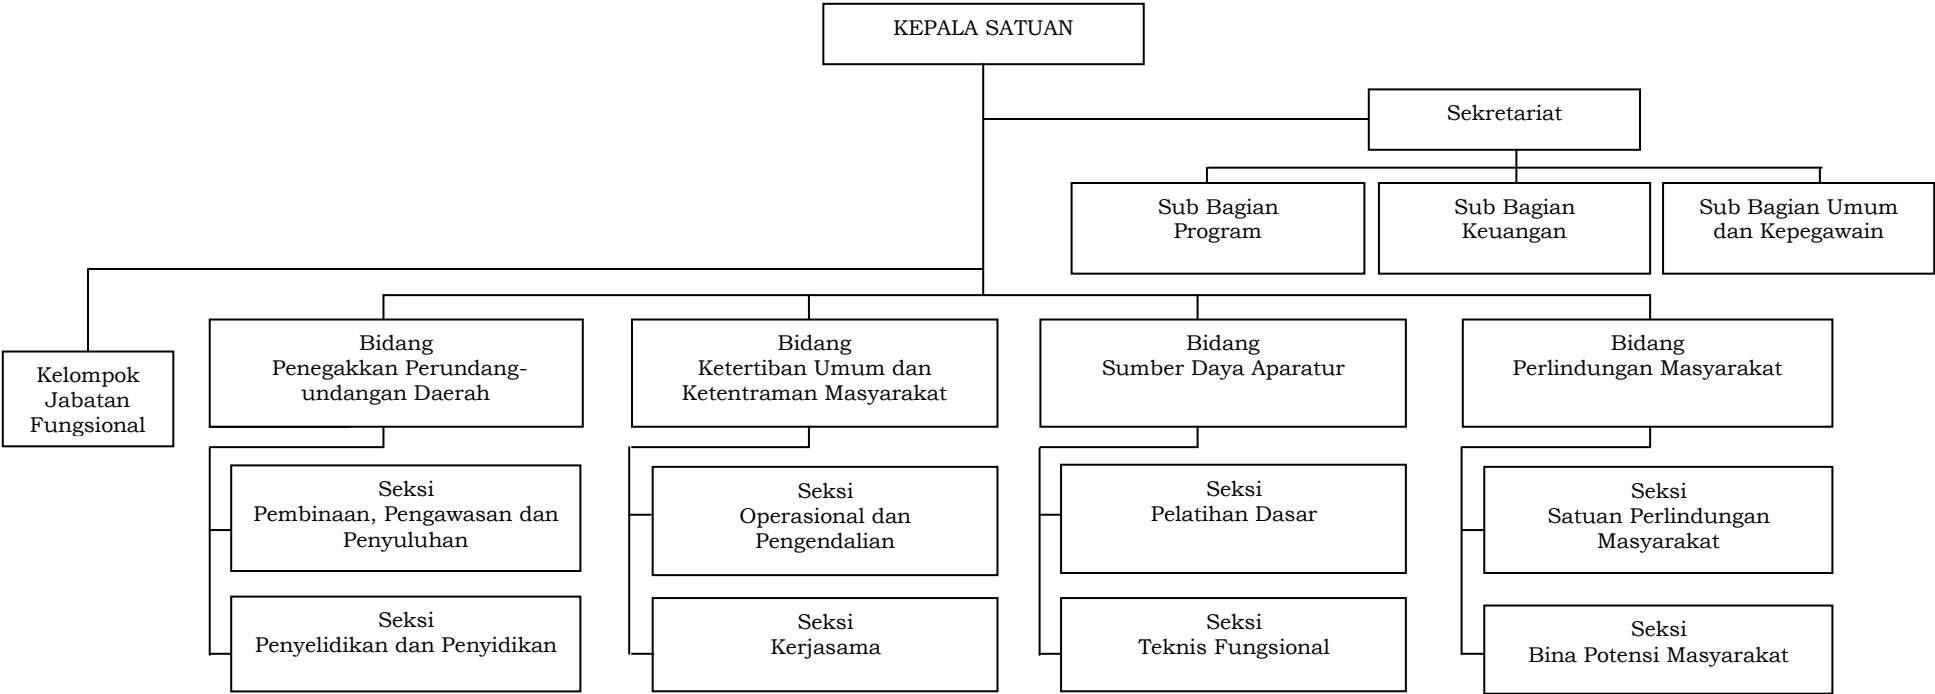 KEPALA SATUAN
Sekretariat
Sub Bagian
Program
Sub Bagian
Keuangan
Sub Bagian Umum
dan Kepegawain
Kelompok
Jabatan
Fungsional
Bidang
Penegakkan Perundang-
undangan Daerah
Bidang
Ketertiban Umum dan
Ketentraman Masyarakat
Bidang
Sumber Daya Aparatur
Bidang
Perlindungan Masyarakat
Seksi
Pembinaan, Pengawasan dan
Penyuluhan
Seksi
Operasional dan
Pengendalian
Seksi
Pelatihan Dasar
Seksi
Satuan Perlindungan
Masyarakat
Seksi
Penyelidikan dan Penyidikan
Seksi
Kerjasama
Seksi
Teknis Fungsional
Seksi
Bina Potensi Masyarakat